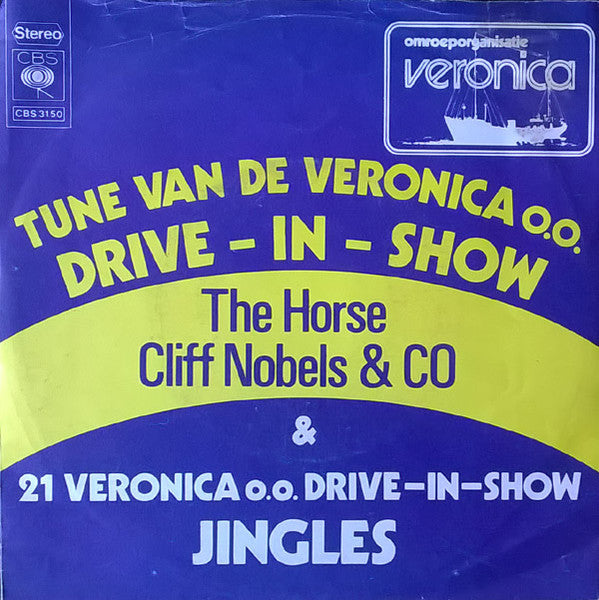 Stereo
CBS
CBS 3150
omroeporganisatie
veronica
TUNE VAN DE VERONICA o.o.
DRIVE – IN – SHOW
The Horse
Cliff Nobels & CO
&
21 VERONICA o.o. DRIVE–IN–SHOW
JINGLES